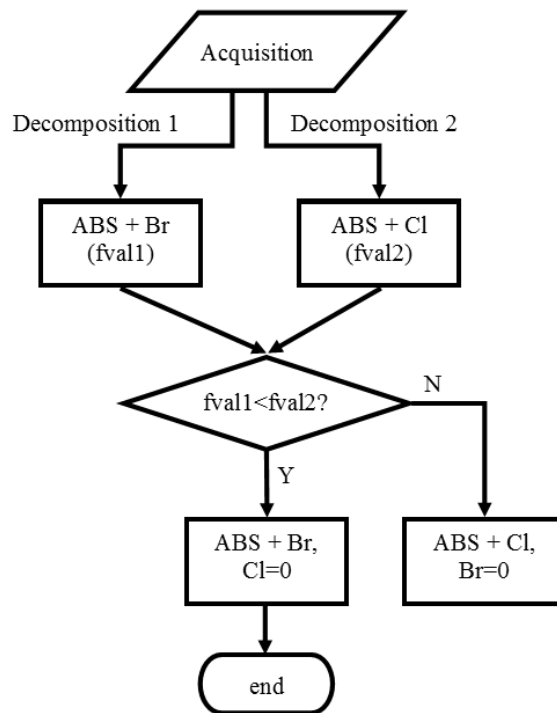 Acquisition
Decomposition 1
Decomposition 2
ABS + Br
(fval1)
ABS + Cl
(fval2)
fval1<fval2?
N
Y
ABS + Br,
Cl=0
ABS + Cl,
Br=0
end